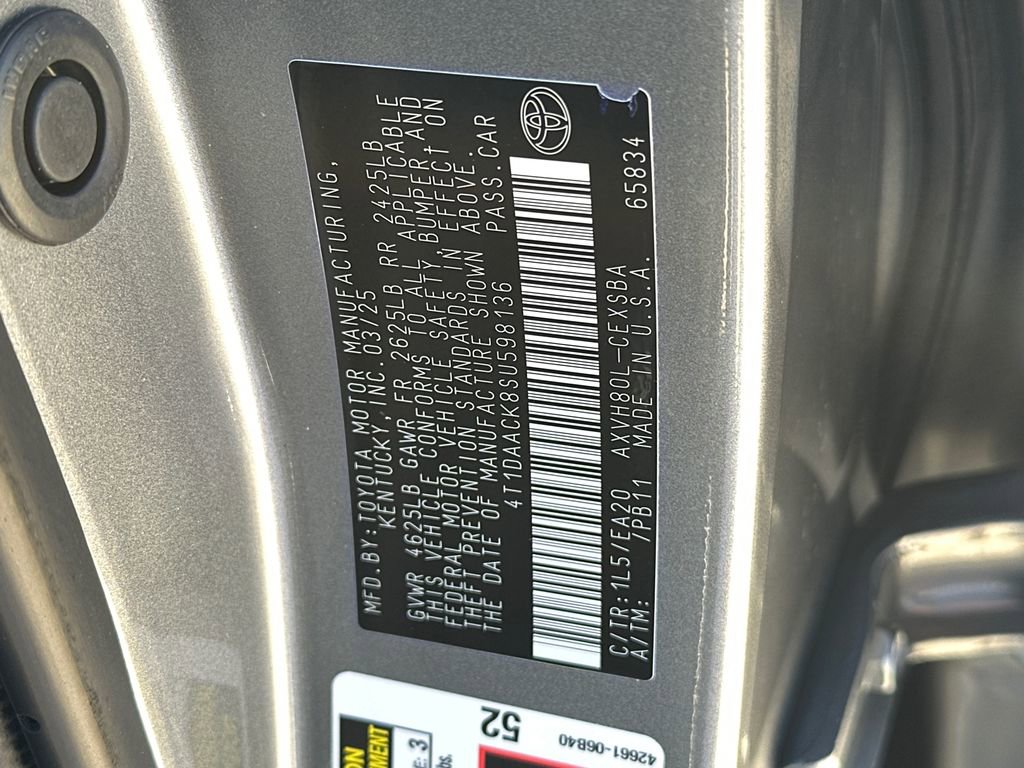 MFD.BY:TOYOTA MOTOR MANUFACTURING,
KENTUCKY,INC.03/25
GVWR 4625LB GAWR FR 2625LB RR 2425LB
THIS VEHICLE CONFORMS TO ALL APPLICABLE
FEDERAL MOTOR VEHICLE SAFETY,BUMPER,AND
THEFT PREVENTION STANDARDS IN EFFECT ON
THE DATE OF MANUFACTURE SHOWN ABOVE.
4T1DAACK8SU598136 PASS.CAR
C/TR:1L5/EA20 AXVH80L-CEXSBA 65834
A/TM: /PB11 MADE IN U.S.A.
52
42661-06B40
3